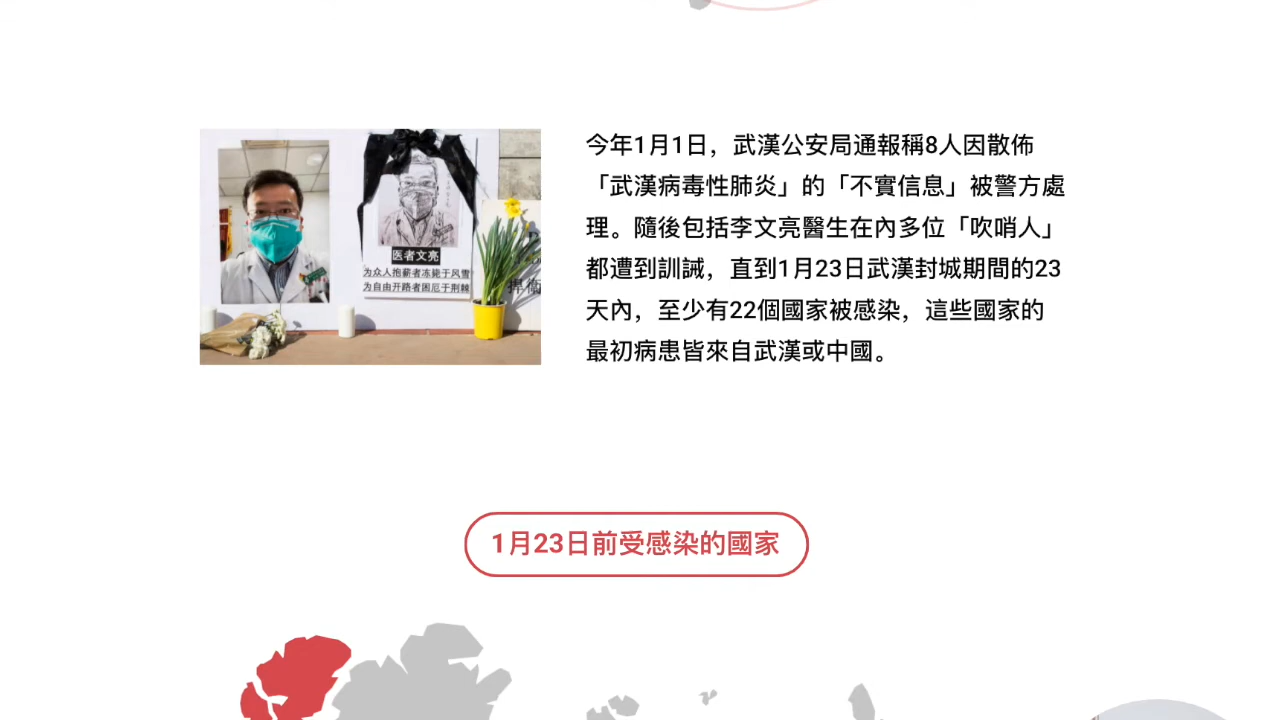 医者文亮
为众人抱薪者冻毙于风雪
为自由开路者困厄于荆棘
捍衛
今年1月1日，武漢公安局通報稱8人因散佈
「武漢病毒性肺炎」的「不實信息」被警方處
理。隨後包括李文亮醫生在內多位「吹哨人」
都遭到訓誡，直到1月23日武漢封城期間的23
天內，至少有22個國家被感染，這些國家的
最初病患皆來自武漢或中國。
1月23日前受感染的國家